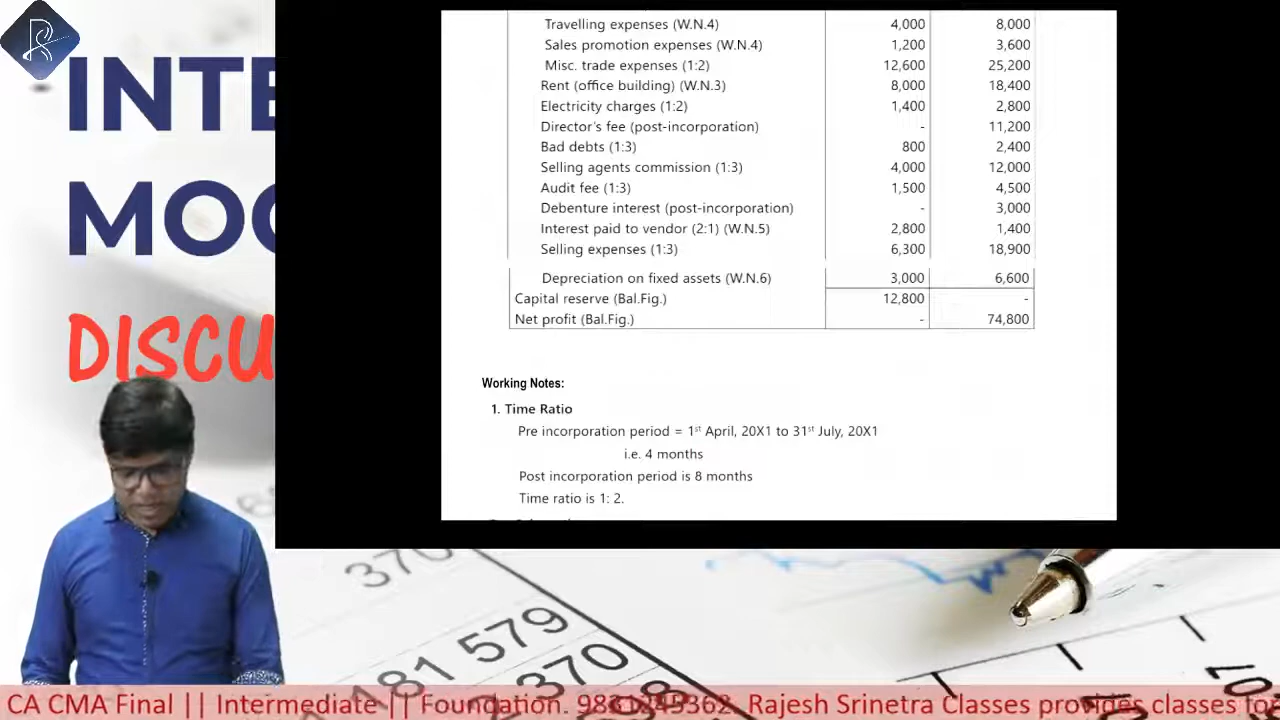 INTE
MOC
DISCU
Travelling expenses (W.N.4) 4,000 8,000
Sales promotion expenses (W.N.4) 1,200 3,600
Misc. trade expenses (1:2) 12,600 25,200
Rent (office building) (W.N.3) 8,000 18,400
Electricity charges (1:2) 1,400 2,800
Director's fee (post-incorporation) - 11,200
Bad debts (1:3) 800 2,400
Selling agents commission (1:3) 4,000 12,000
Audit fee (1:3) 1,500 4,500
Debenture interest (post-incorporation) - 3,000
Interest paid to vendor (2:1) (W.N.5) 2,800 1,400
Selling expenses (1:3) 6,300 18,900
Depreciation on fixed assets (W.N.6) 3,000 6,600
Capital reserve (Bal.Fig.) 12,800 -
Net profit (Bal.Fig.) - 74,800
Working Notes:
1. Time Ratio
Pre incorporation period = 1st April, 20X1 to 31st July, 20X1
i.e. 4 months
Post incorporation period is 8 months
Time ratio is 1: 2.
370
579
181
370
CA CMA Final || Intermediate || Foundation. Rajesh Srinetra Classes provides classes for